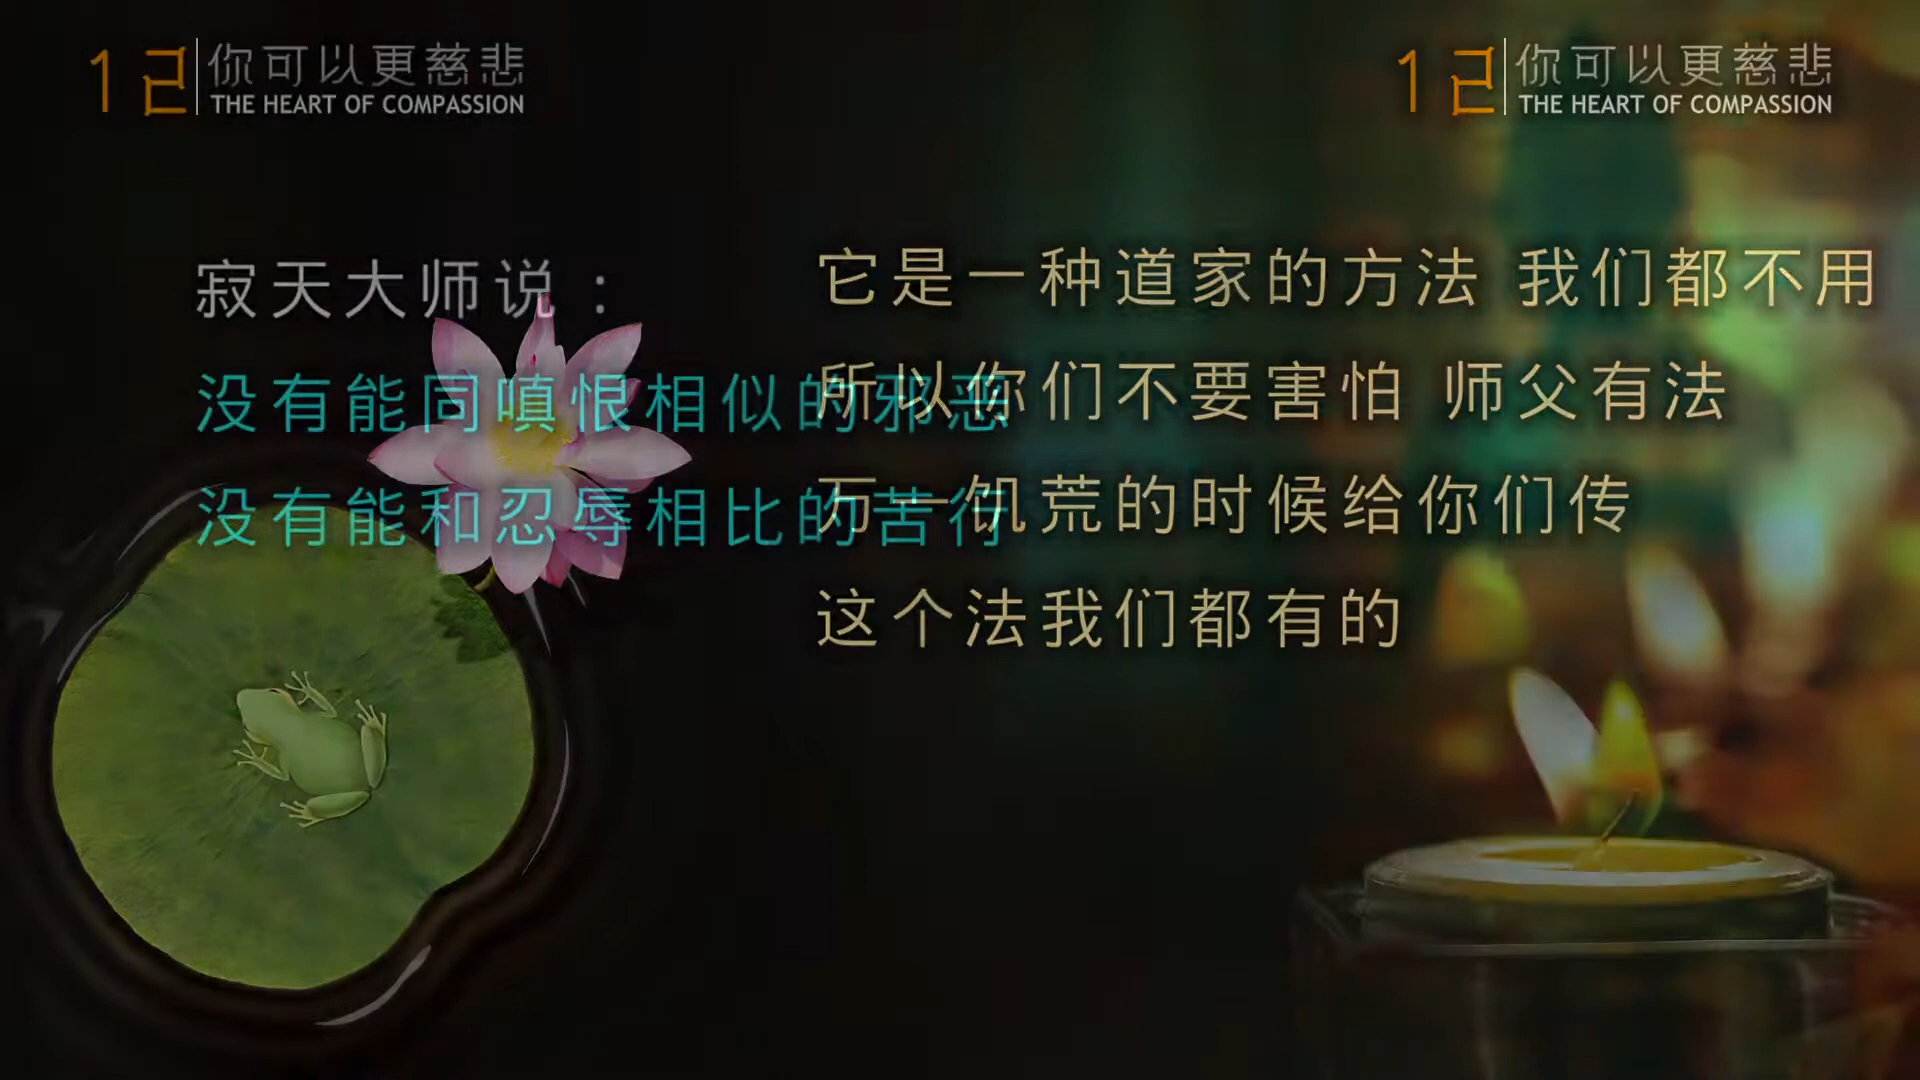 12 你可以更慈悲
THE HEART OF COMPASSION
12 你可以更慈悲
THE HEART OF COMPASSION
寂天大师说：
没有能同嗔恨相似的邪恶
没有能和忍辱相比的苦行
它是一种道家的方法 我们都不用
所以你们不要害怕 师父有法
万一饥荒的时候给你们传
这个法我们都有的